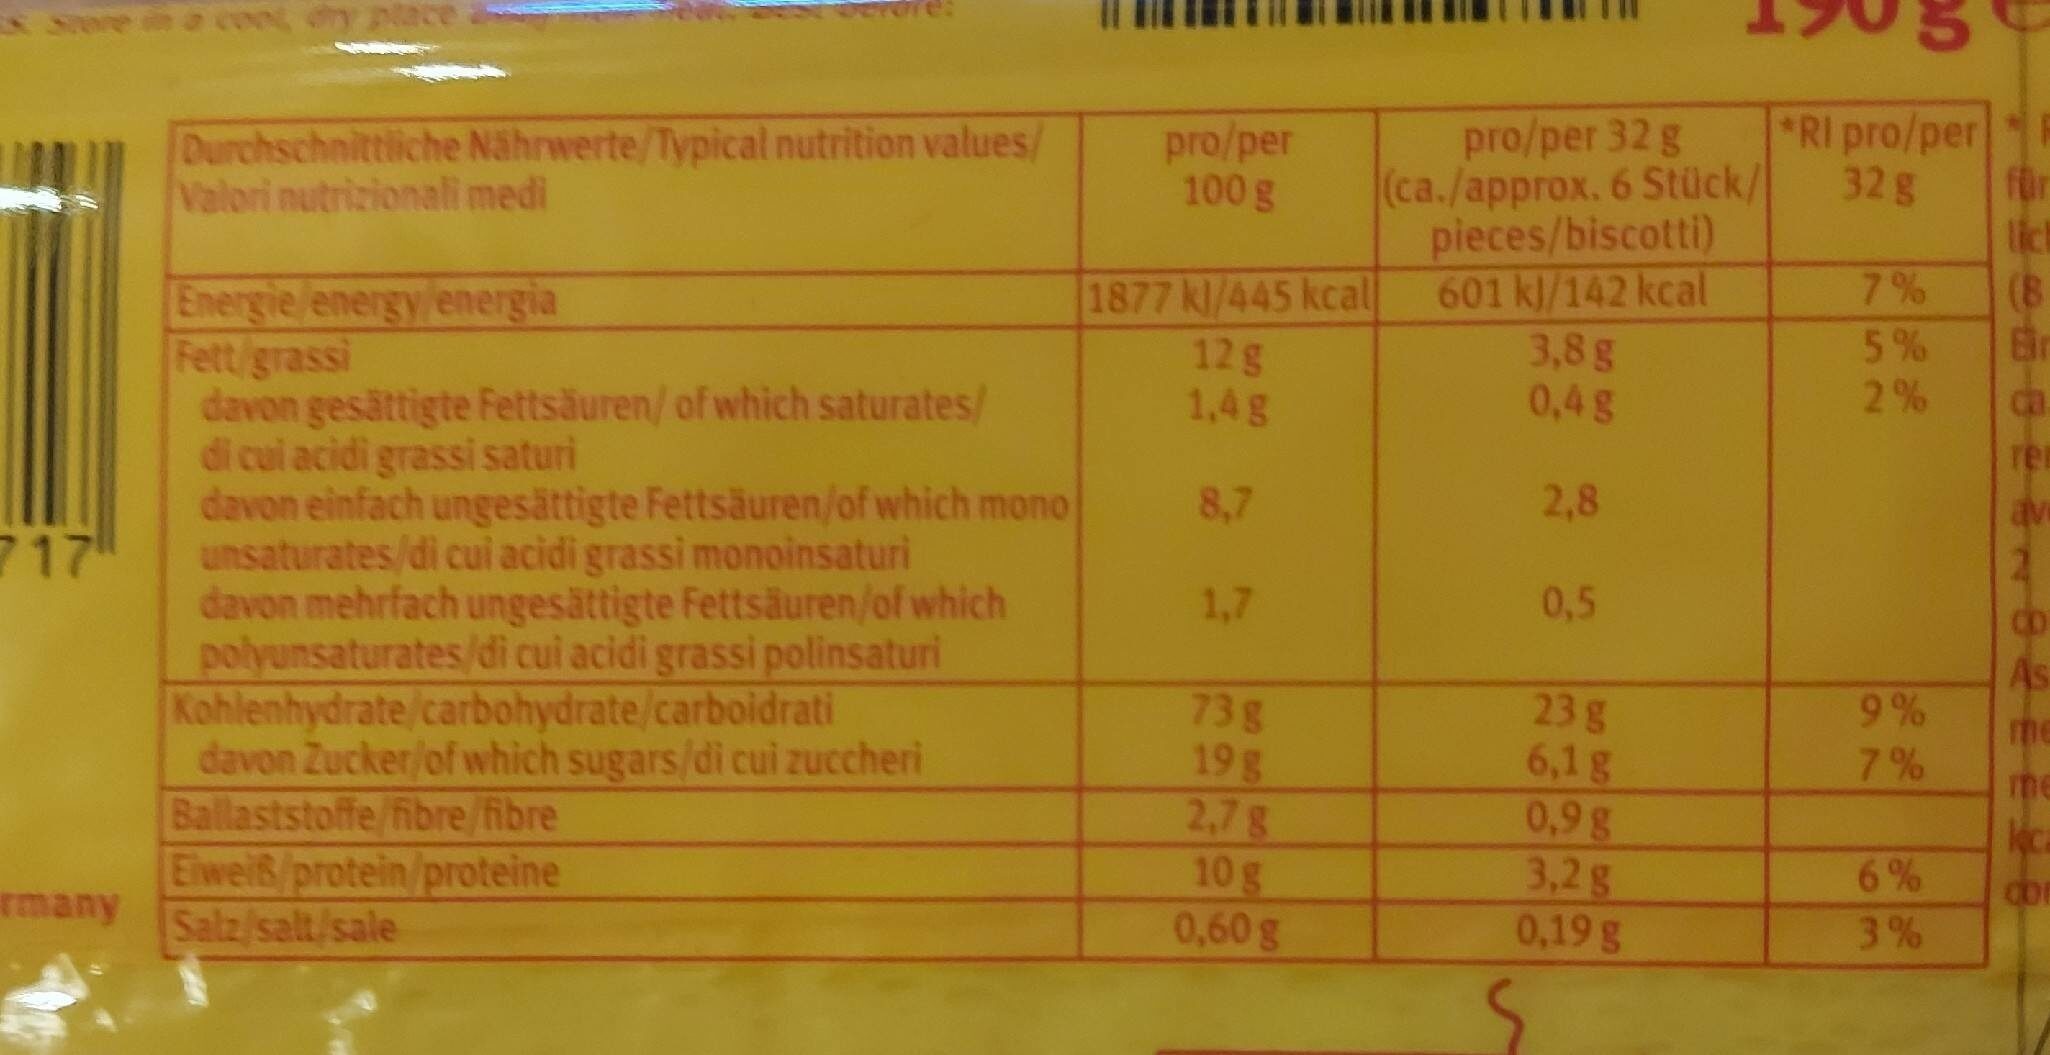 Store in a cool, dry place
190 g e
Durchschnittliche Nährwerte/Typical nutrition values/
Valori nutrizionali medi
pro/per
100 g
pro/per 32 g
(ca./approx. 6 Stück/
pieces/biscotti)
*RI pro/per
32 g
Energie/energy/energia 1877 kJ/445 kcal 601 kJ/142 kcal 7 %
Fett/grassi 12 g 3,8 g 5 %
davon gesättigte Fettsäuren/ of which saturates/ 1,4 g 0,4 g 2 %
di cui acidi grassi saturi
davon einfach ungesättigte Fettsäuren/of which mono 8,7 2,8
unsaturates/di cui acidi grassi monoinsaturi
davon mehrfach ungesättigte Fettsäuren/of which 1,7 0,5
polyunsaturates/di cui acidi grassi polinsaturi
Kohlenhydrate/carbohydrate/carboidrati 73 g 23 g 9 %
davon Zucker/of which sugars/di cui zuccheri 19 g 6,1 g 7 %
Ballaststoffe/fibre/fibre 2,7 g 0,9 g
Eiweiß/protein/proteine 10 g 3,2 g 6 %
Salz/salt/sale 0,60 g 0,19 g 3 %
717
rmany